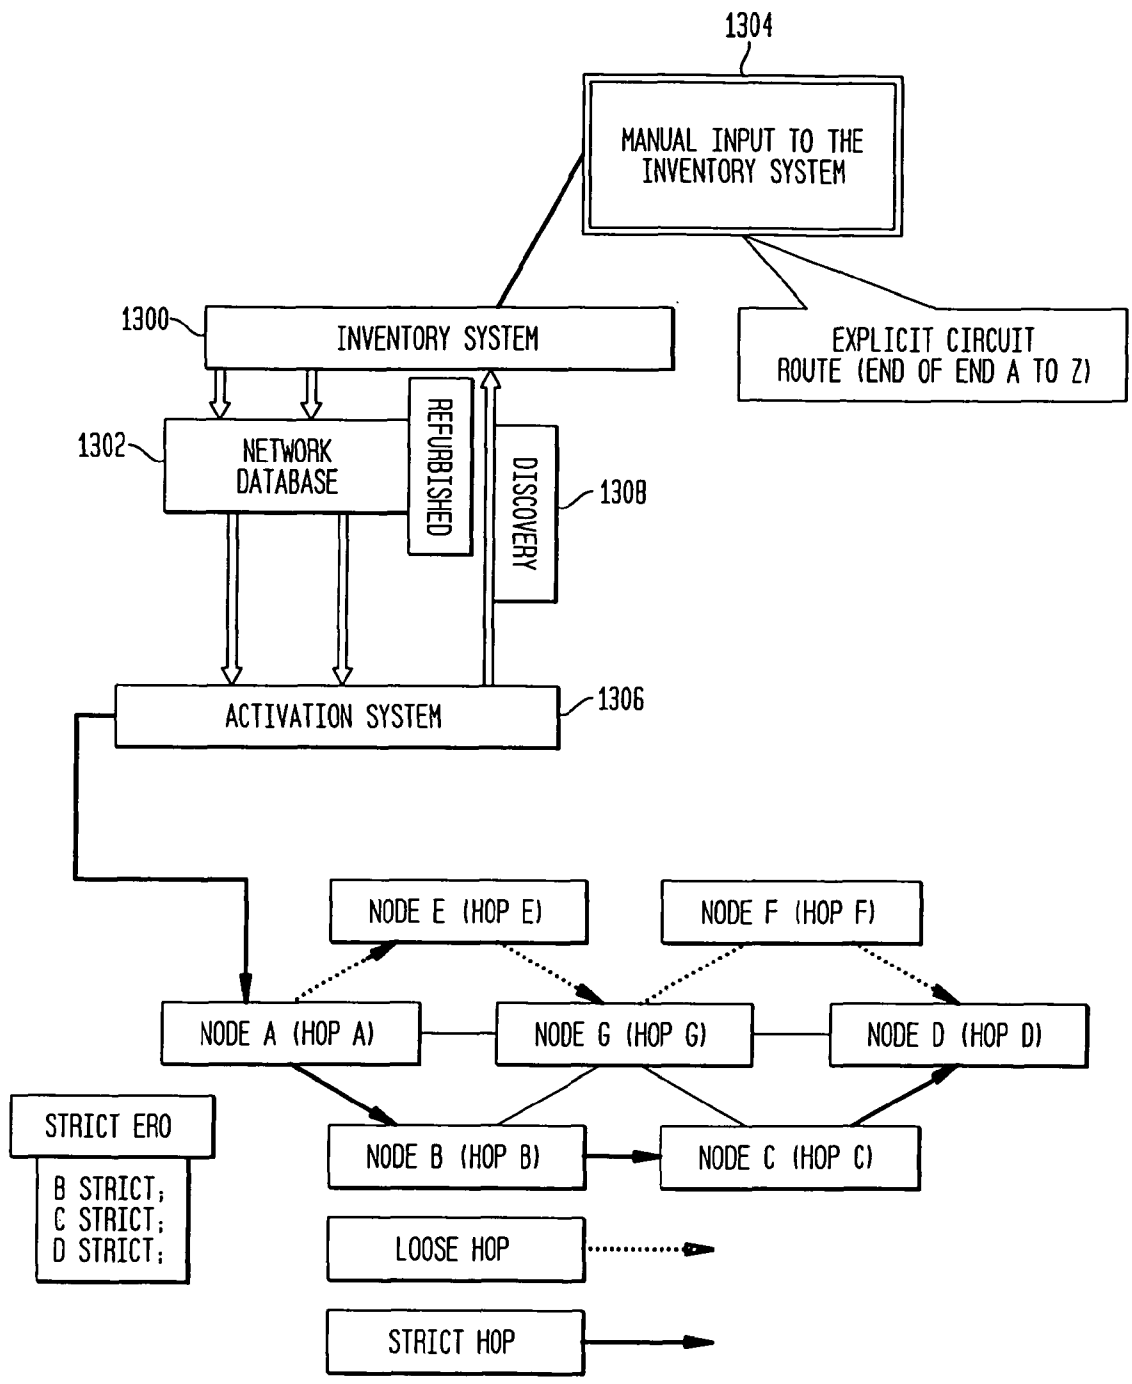 1304
MANUAL INPUT TO THE
INVENTORY SYSTEM
1300
INVENTORY SYSTEM
EXPLICIT CIRCUIT
ROUTE (END OF END A TO Z)
REFURBISHED
1302
NETWORK
DATABASE
DISCOVERY
1308
1306
ACTIVATION SYSTEM
NODE E (HOP E)
NODE F (HOP F)
NODE A (HOP A)
NODE G (HOP G)
NODE D (HOP D)
STRICT ERO
NODE B (HOP B)
NODE C (HOP C)
B STRICT;
C STRICT;
D STRICT;
LOOSE HOP
STRICT HOP